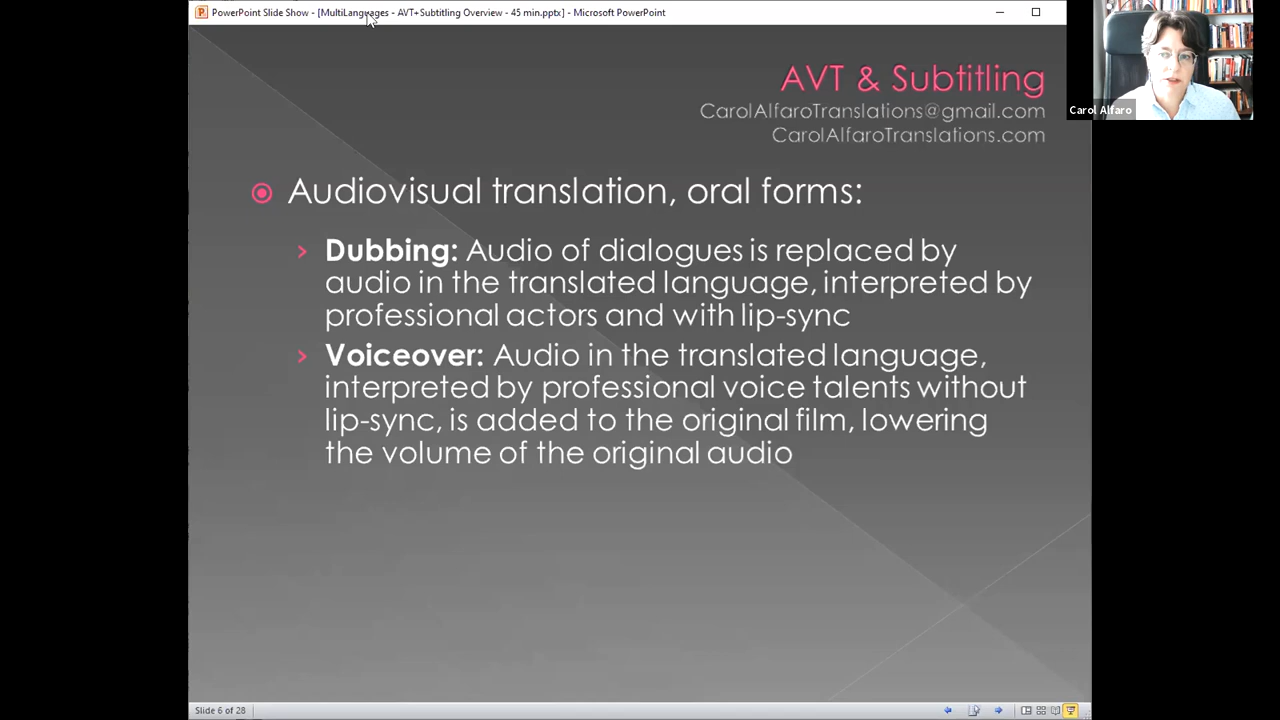 PowerPoint Slide Show - [MultiLanguages - AVT+Subtitling Overview - 45 min.pptx] - Microsoft PowerPoint
AVT & Subtitling
CarolAlfaroTranslations@gmail.com
CarolAlfaroTranslations.com
Carol Alfaro
Audiovisual translation, oral forms:
Dubbing: Audio of dialogues is replaced by
audio in the translated language, interpreted by
professional actors and with lip-sync
Voiceover: Audio in the translated language,
interpreted by professional voice talents without
lip-sync, is added to the original film, lowering
the volume of the original audio
Slide 6 of 28